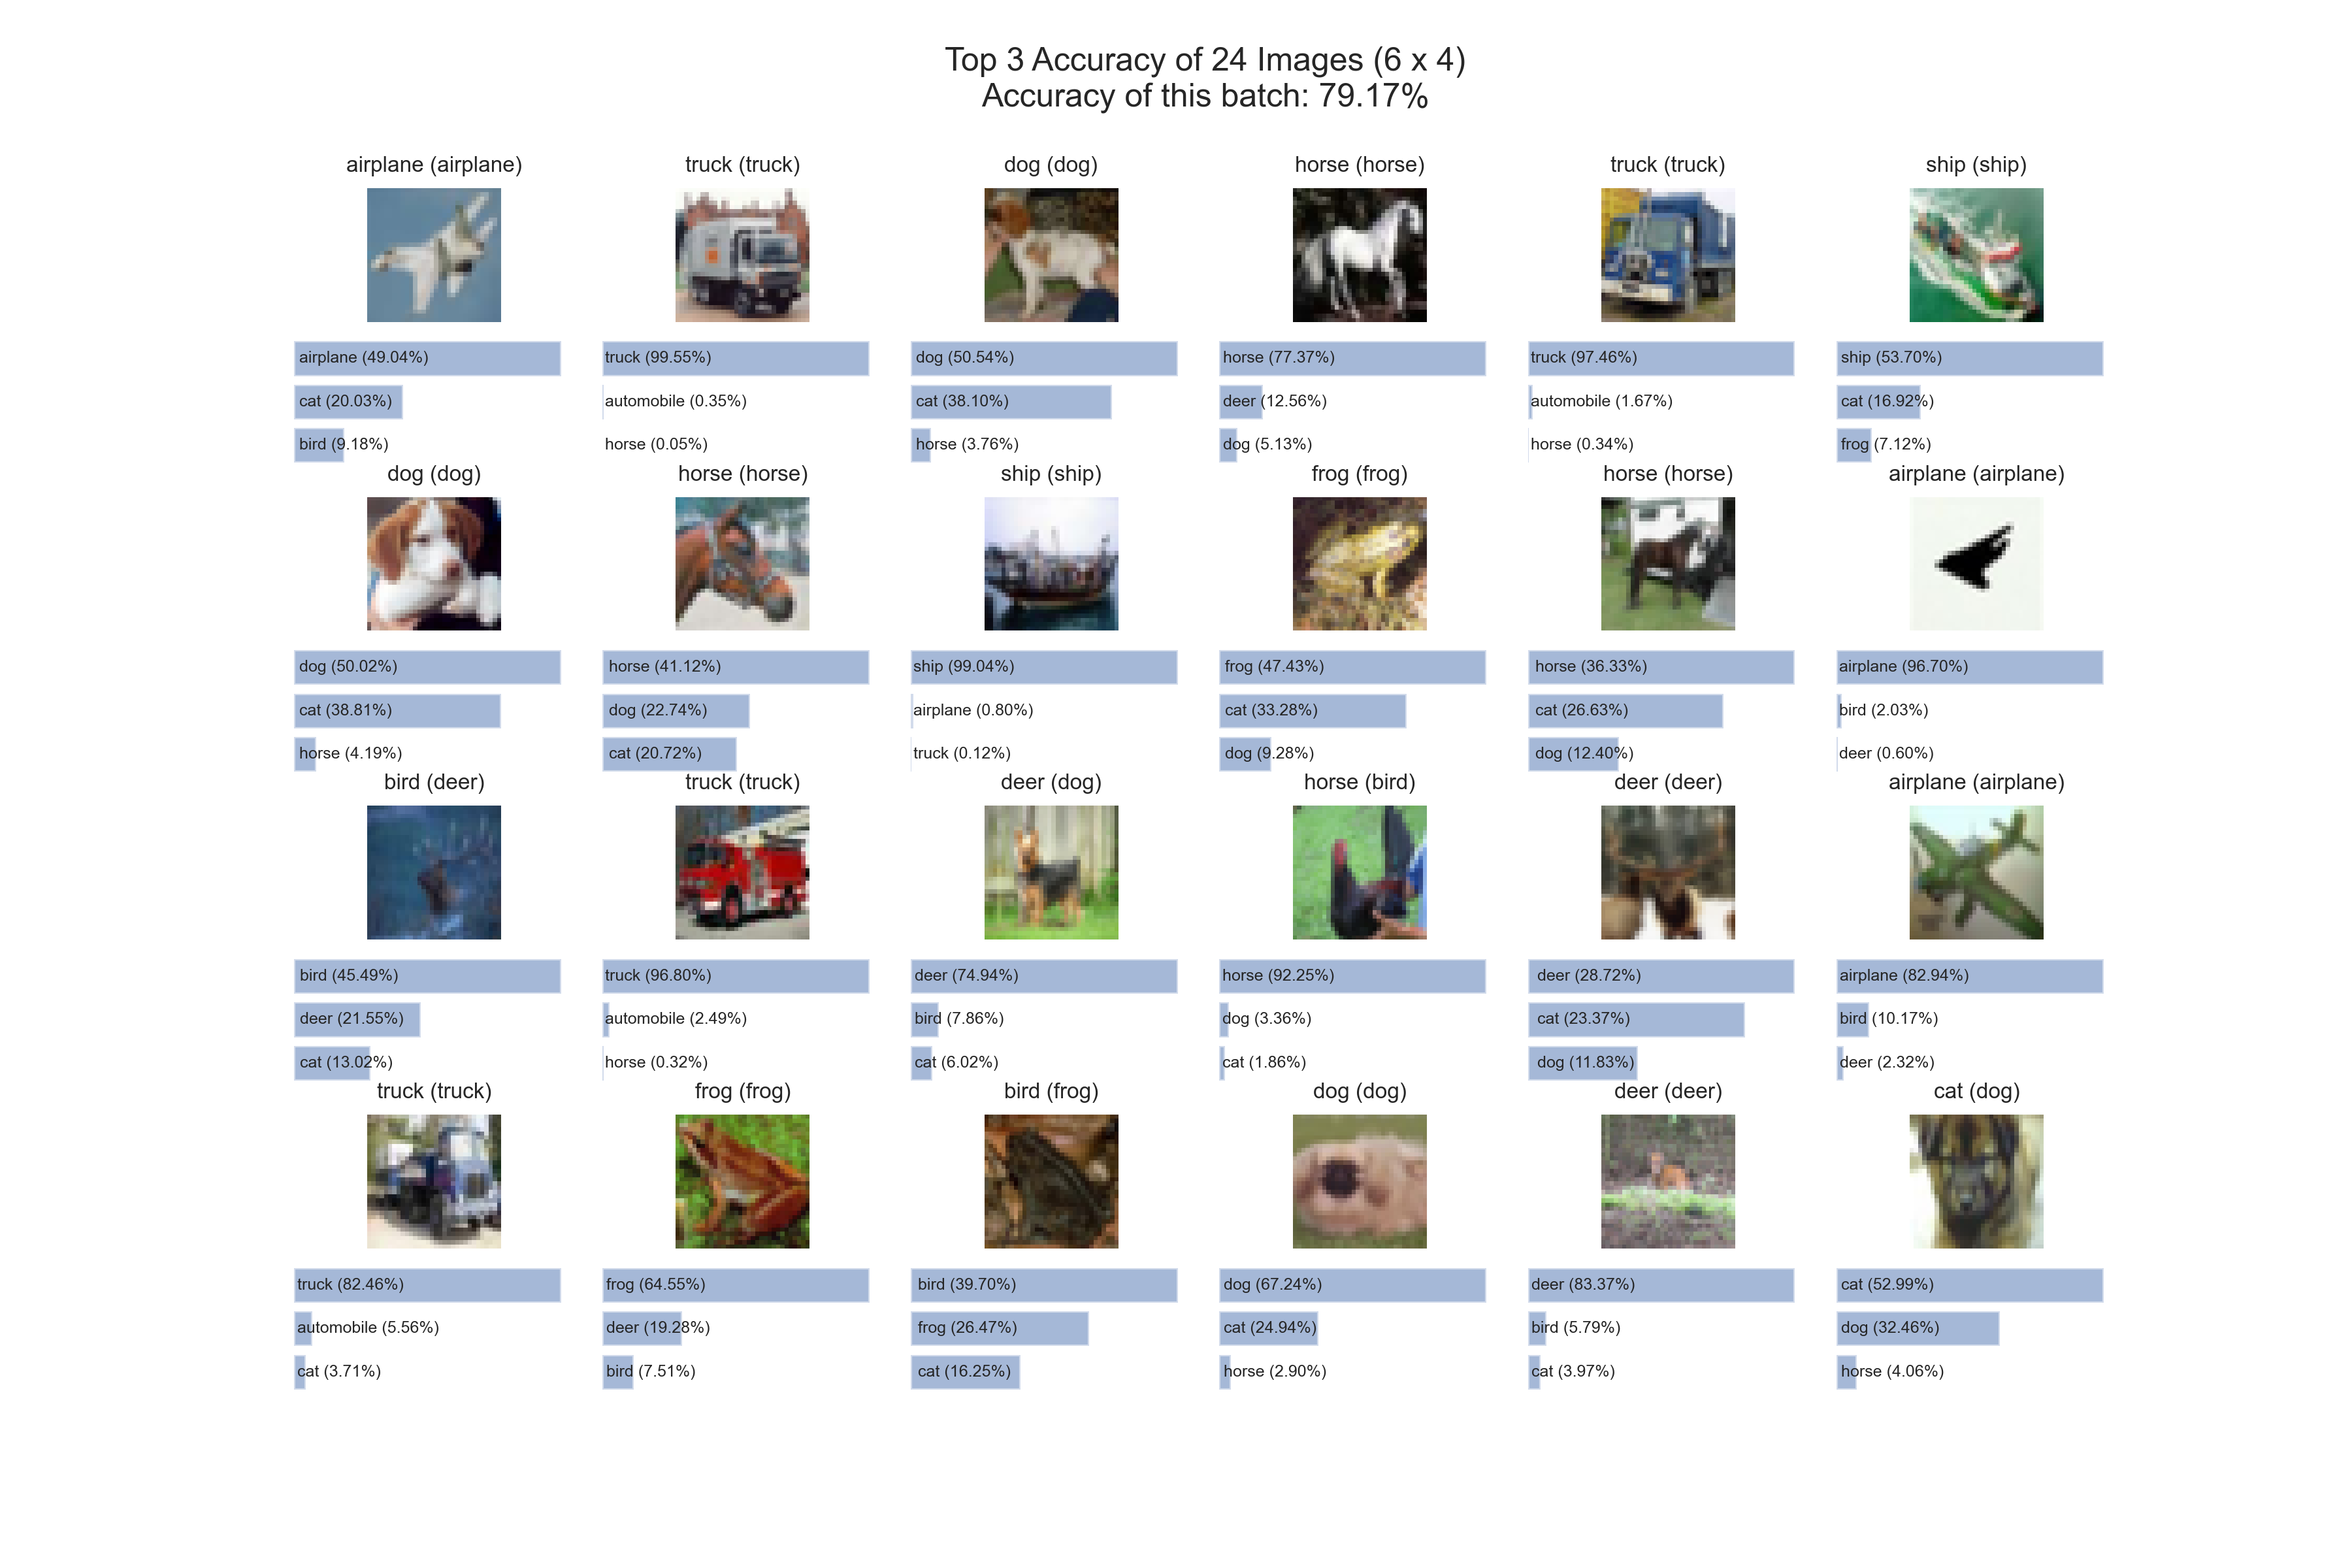 Top 3 Accuracy of 24 Images (6 x 4)
Accuracy of this batch: 79.17%
airplane (airplane)
airplane (49.04%)
cat (20.03%)
bird (9.18%)
truck (truck)
truck (99.55%)
automobile (0.35%)
horse (0.05%)
dog (dog)
dog (50.54%)
cat (38.10%)
horse (3.76%)
horse (horse)
horse (77.37%)
deer (12.56%)
dog (5.13%)
truck (truck)
truck (97.46%)
automobile (1.67%)
horse (0.34%)
ship (ship)
ship (53.70%)
cat (16.92%)
frog (7.12%)
dog (dog)
dog (50.02%)
cat (38.81%)
horse (4.19%)
horse (horse)
horse (41.12%)
dog (22.74%)
cat (20.72%)
ship (ship)
ship (99.04%)
airplane (0.80%)
truck (0.12%)
frog (frog)
frog (47.43%)
cat (33.28%)
dog (9.28%)
horse (horse)
horse (36.33%)
cat (26.63%)
dog (12.40%)
airplane (airplane)
airplane (96.70%)
bird (2.03%)
deer (0.60%)
bird (deer)
bird (45.49%)
deer (21.55%)
cat (13.02%)
truck (truck)
truck (96.80%)
automobile (2.49%)
horse (0.32%)
deer (dog)
deer (74.94%)
bird (7.86%)
cat (6.02%)
horse (bird)
horse (92.25%)
dog (3.36%)
cat (1.86%)
deer (deer)
deer (28.72%)
cat (23.37%)
dog (11.83%)
airplane (airplane)
airplane (82.94%)
bird (10.17%)
deer (2.32%)
truck (truck)
truck (82.46%)
automobile (5.56%)
cat (3.71%)
frog (frog)
frog (64.55%)
deer (19.28%)
bird (7.51%)
bird (frog)
bird (39.70%)
frog (26.47%)
cat (16.25%)
dog (dog)
dog (67.24%)
cat (24.94%)
horse (2.90%)
deer (deer)
deer (83.37%)
bird (5.79%)
cat (3.97%)
cat (dog)
cat (52.99%)
dog (32.46%)
horse (4.06%)